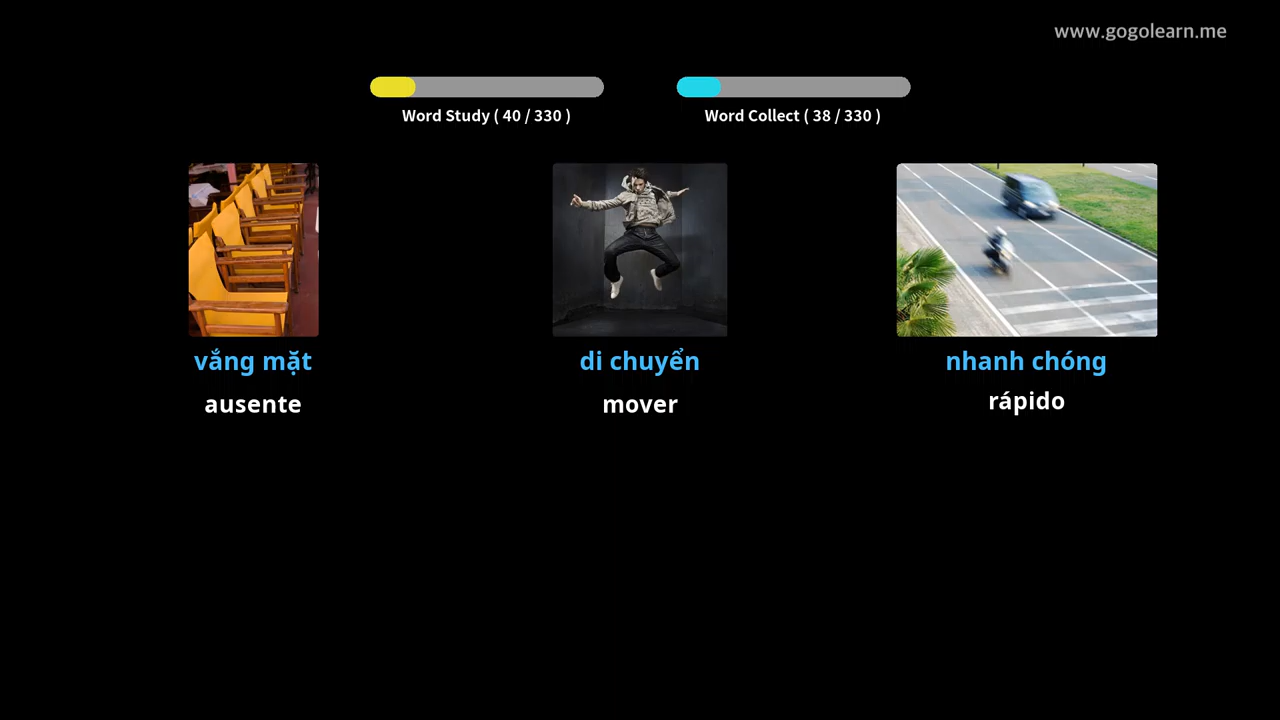 www.gogolearn.me
Word Study ( 40 / 330 )
Word Collect ( 38 / 330 )
vắng mặt
di chuyển
nhanh chóng
ausente
mover
rápido